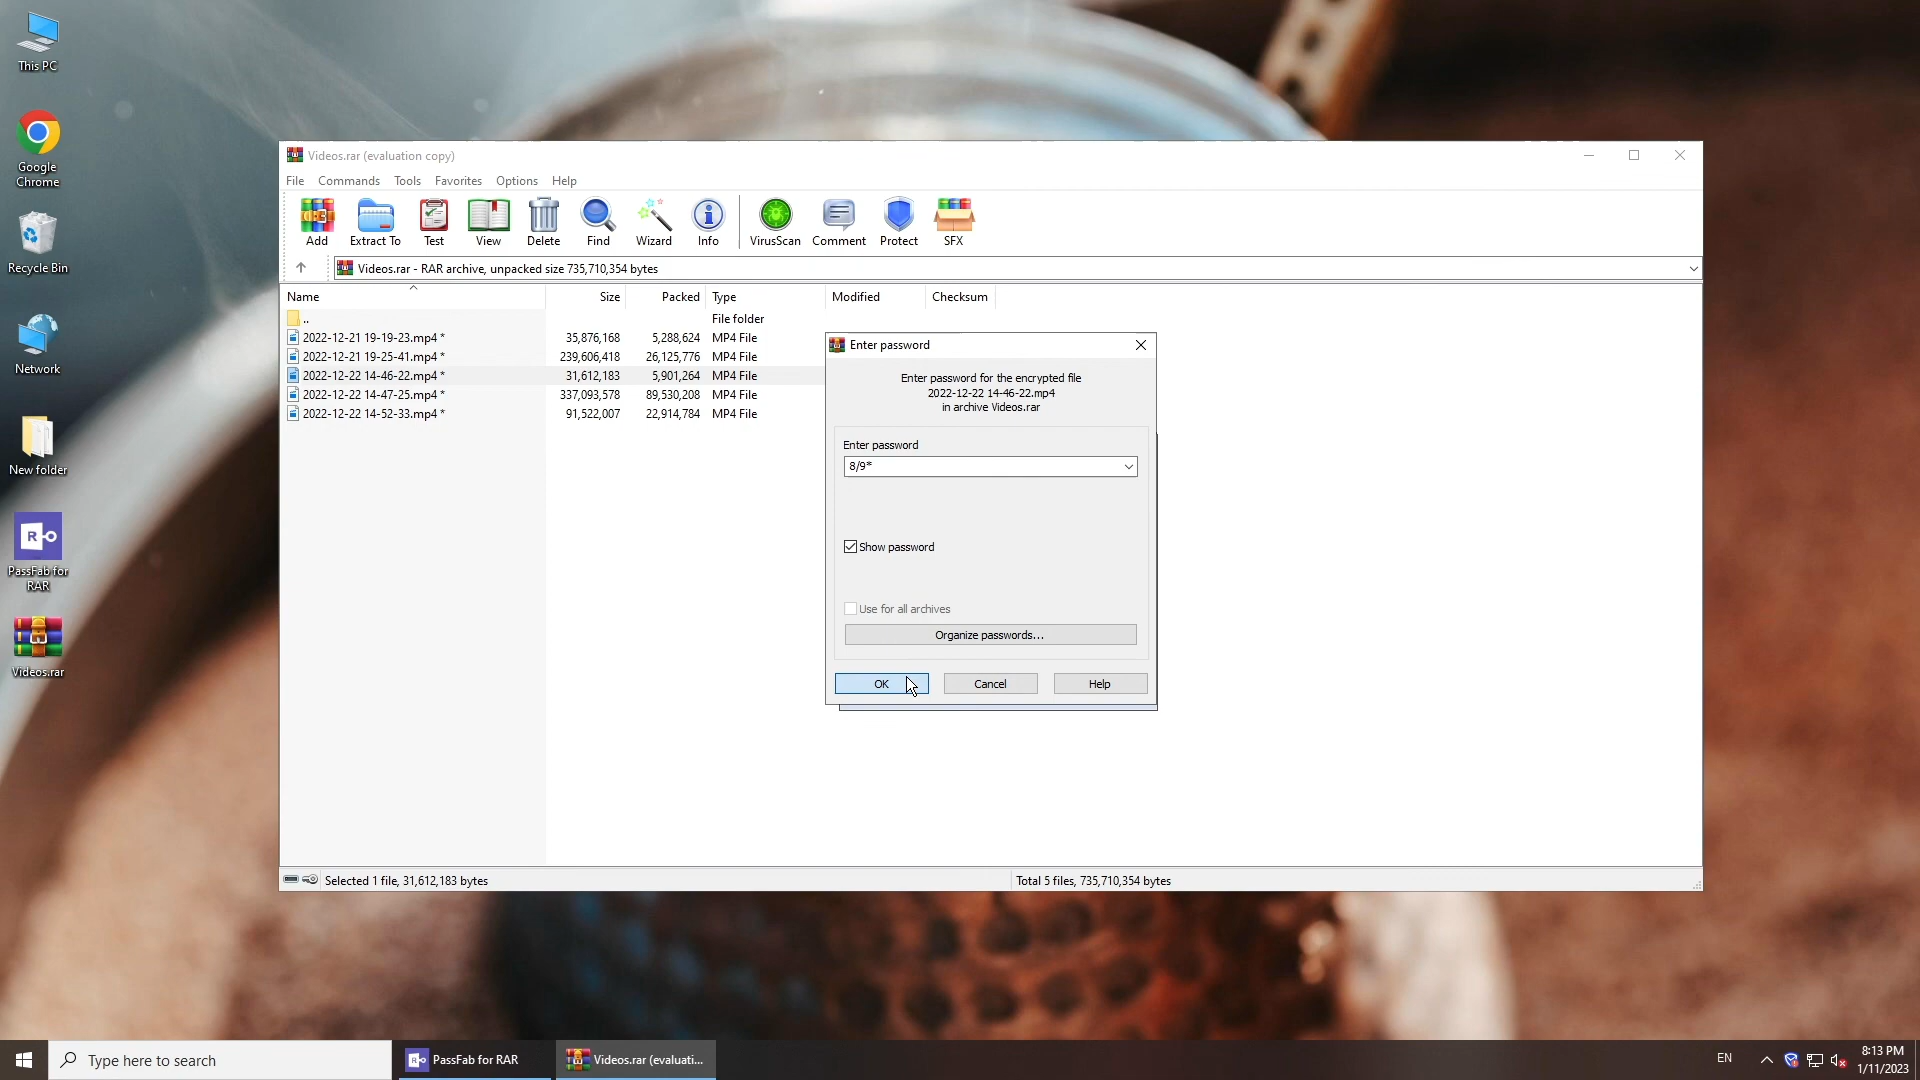 This PC
Google
Chrome
Recycle Bin
Network
New folder
R
PassFab for
RAR
Videos.rar
Videos.rar (evaluation copy)
File Commands Tools Favorites Options Help
Add Extract To Test View Delete Find Wizard Info VirusScan Comment Protect SFX
Videos.rar - RAR archive, unpacked size 735,710,354 bytes
Name Size Packed Type Modified Checksum
.. File folder
2022-12-21 19-19-23.mp4 * 35,876,168 5,288,624 MP4 File
2022-12-21 19-25-41.mp4 * 239,606,418 26,125,776 MP4 File
2022-12-22 14-46-22.mp4 * 31,612,183 5,901,264 MP4 File
2022-12-22 14-47-25.mp4 * 337,093,578 89,530,208 MP4 File
2022-12-22 14-52-33.mp4 * 91,522,007 22,914,784 MP4 File
Enter password
Enter password for the encrypted file
2022-12-22 14-46-22.mp4
in archive Videos.rar
Enter password
8/9*
Show password
Use for all archives
Organize passwords...
OK Cancel Help
Selected 1 file, 31,612,183 bytes Total 5 files, 735,710,354 bytes
Type here to search PassFab for RAR Videos.rar (evaluati... EN 8:13 PM
1/11/2023